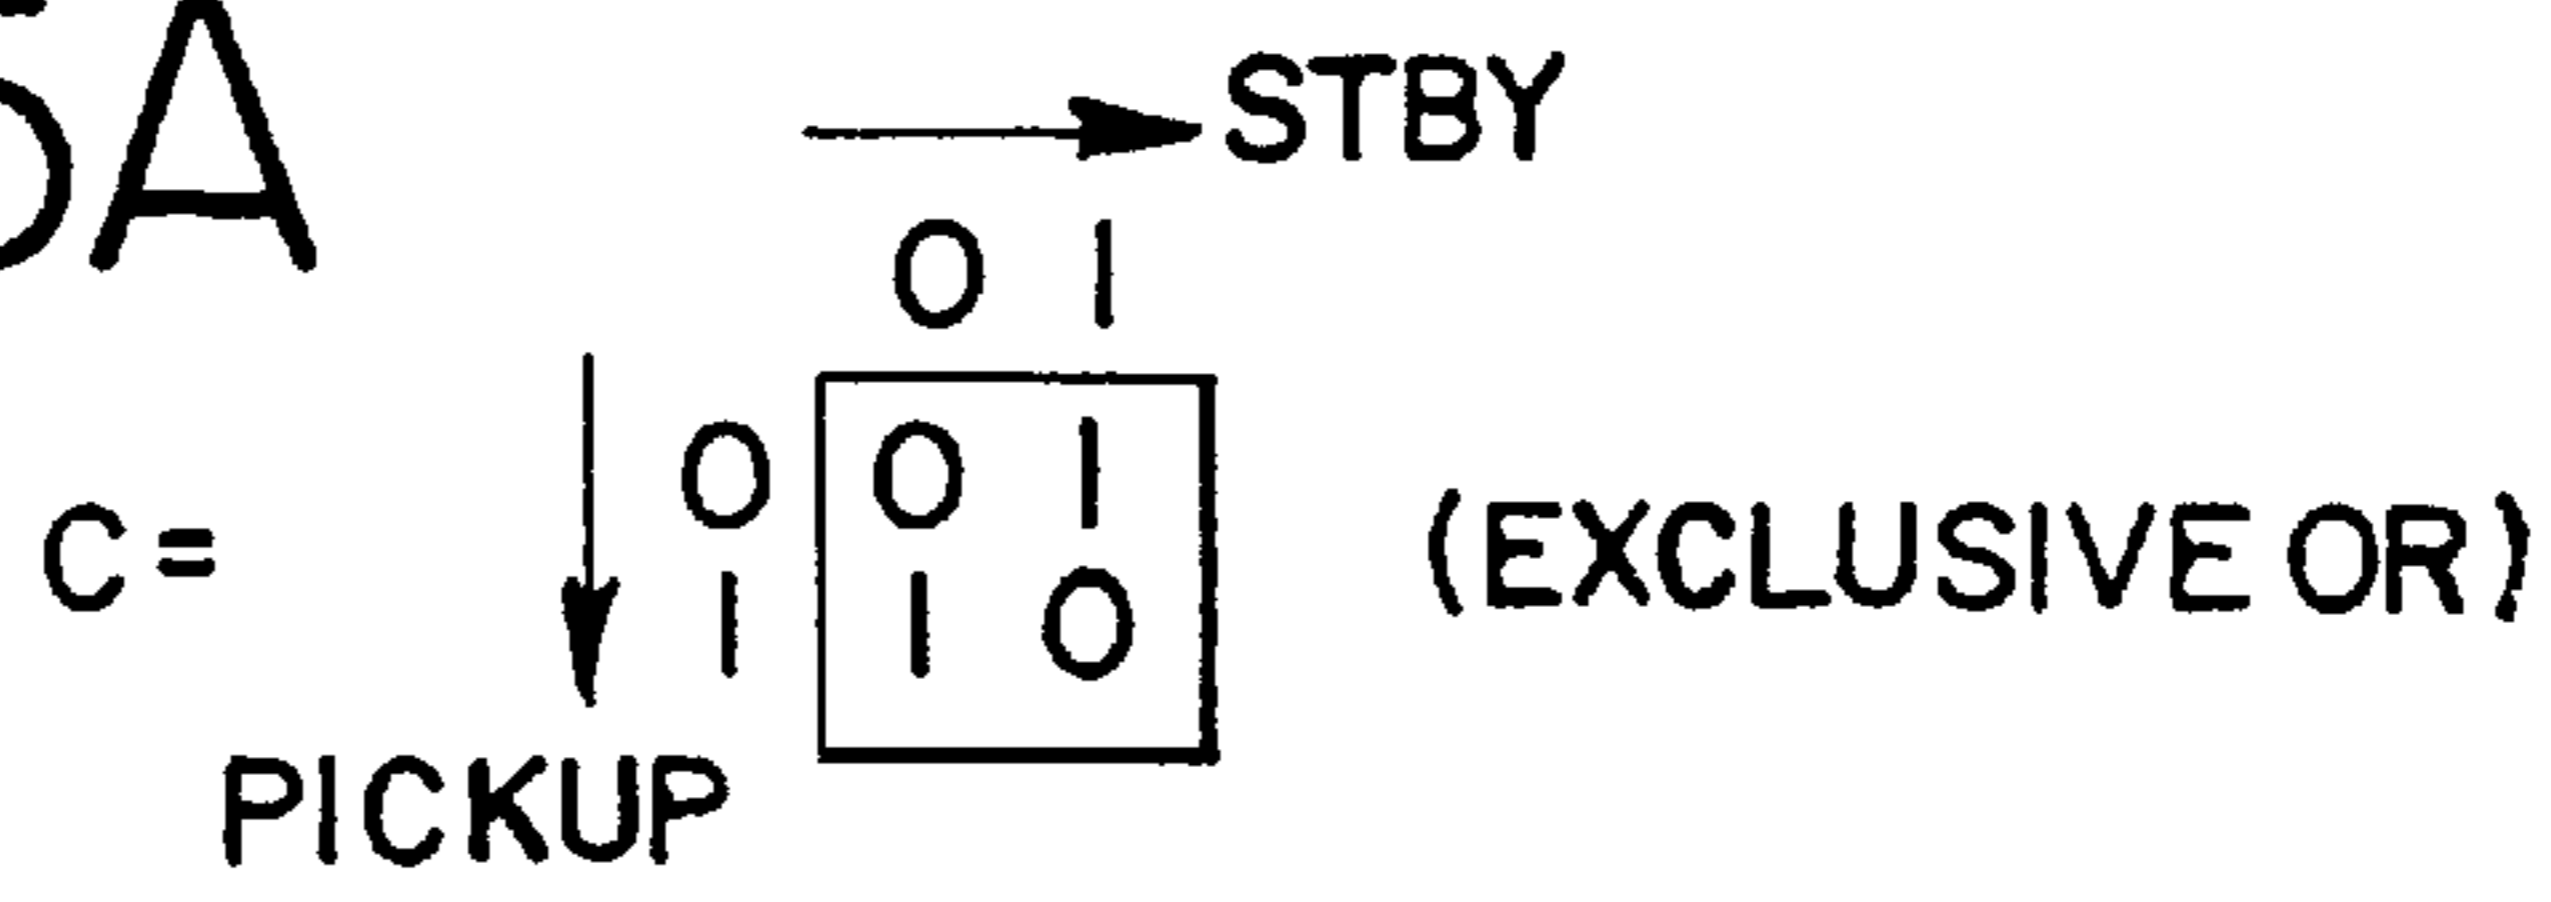 5A
STBY
0 1
0 0 1
C= (EXCLUSIVE OR)
1 1 0
PICKUP